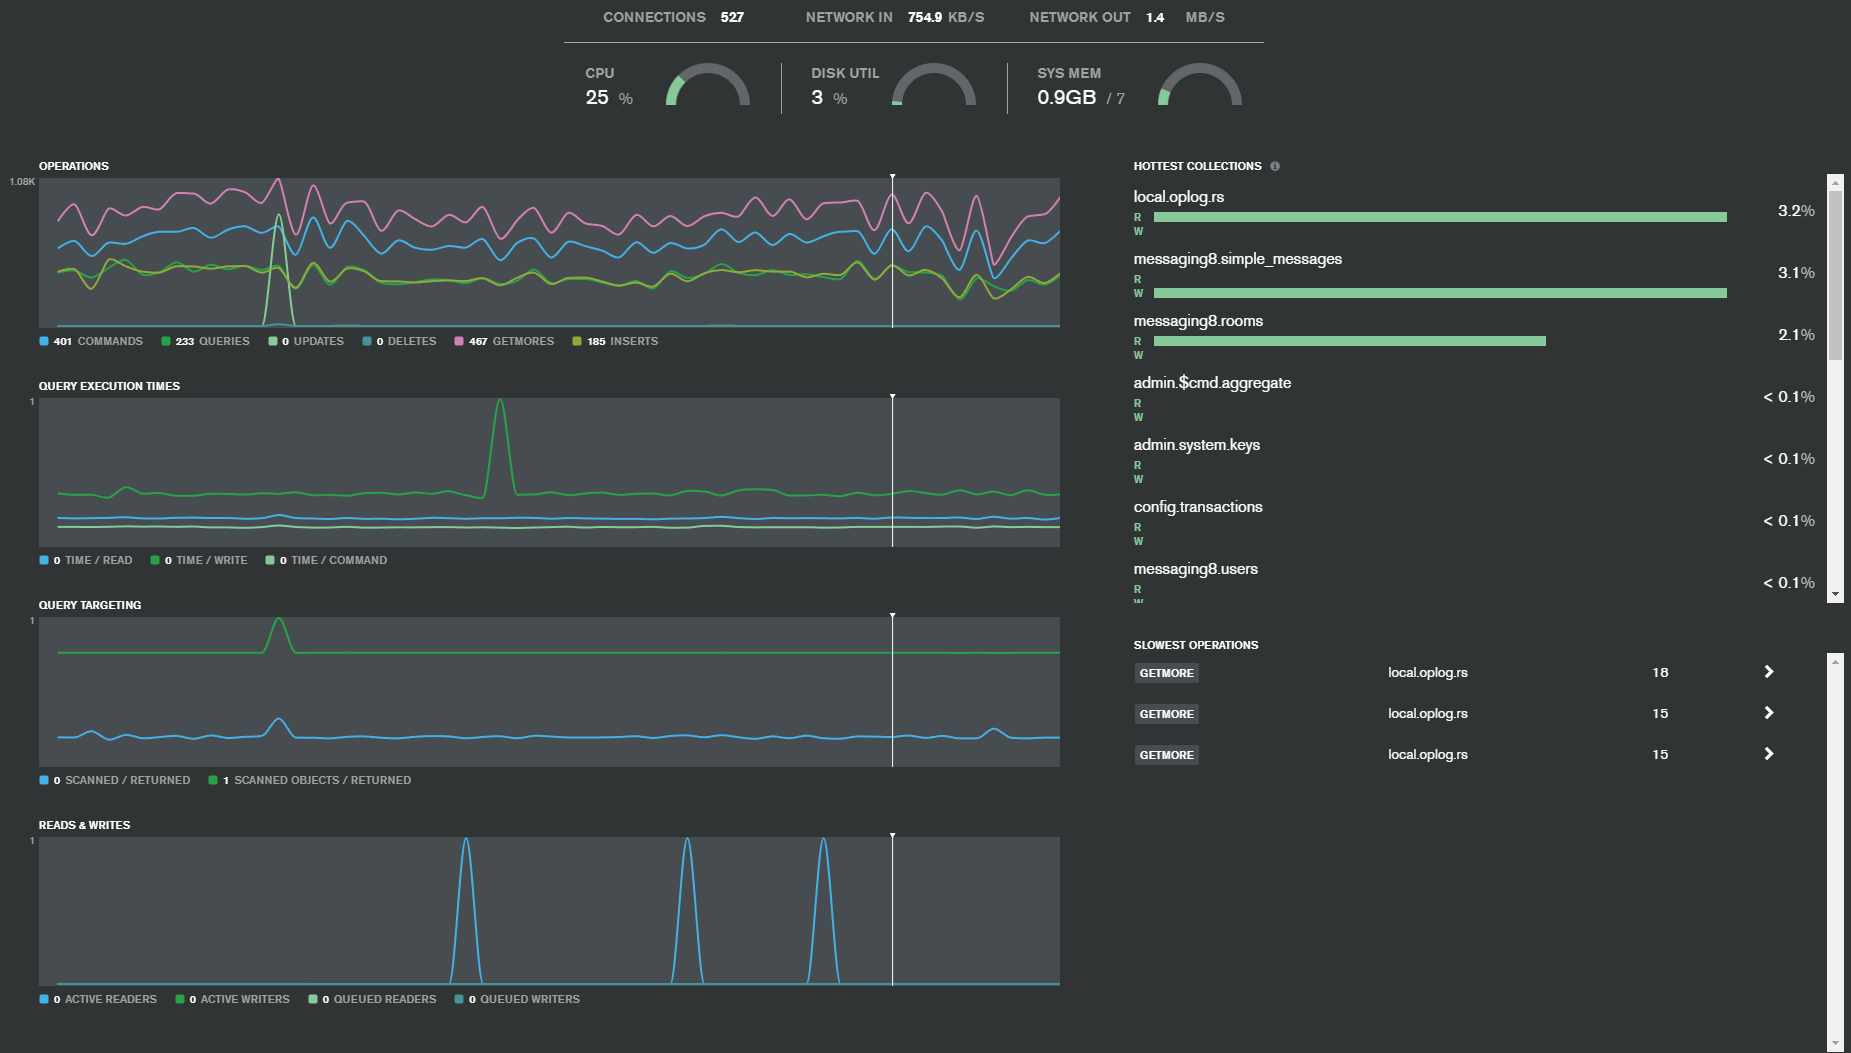 CONNECTIONS 527 NETWORK IN 754.9 KB/S NETWORK OUT 1.4 MB/S
CPU
25 %
DISK UTIL
3 %
SYS MEM
0.9GB / 7
OPERATIONS
1.08K
401 COMMANDS 233 QUERIES 0 UPDATES 0 DELETES 467 GETMORES 185 INSERTS
QUERY EXECUTION TIMES
1
0 TIME / READ 0 TIME / WRITE 0 TIME / COMMAND
QUERY TARGETING
1
0 SCANNED / RETURNED 1 SCANNED OBJECTS / RETURNED
READS & WRITES
1
0 ACTIVE READERS 0 ACTIVE WRITERS 0 QUEUED READERS 0 QUEUED WRITERS
HOTTEST COLLECTIONS i
local.oplog.rs
R
W
3.2%
messaging8.simple_messages
R
W
3.1%
messaging8.rooms
R
W
2.1%
admin.$cmd.aggregate
R
W
< 0.1%
admin.system.keys
R
W
< 0.1%
config.transactions
R
W
< 0.1%
messaging8.users
R
W
< 0.1%
SLOWEST OPERATIONS
GETMORE local.oplog.rs 18
GETMORE local.oplog.rs 15
GETMORE local.oplog.rs 15